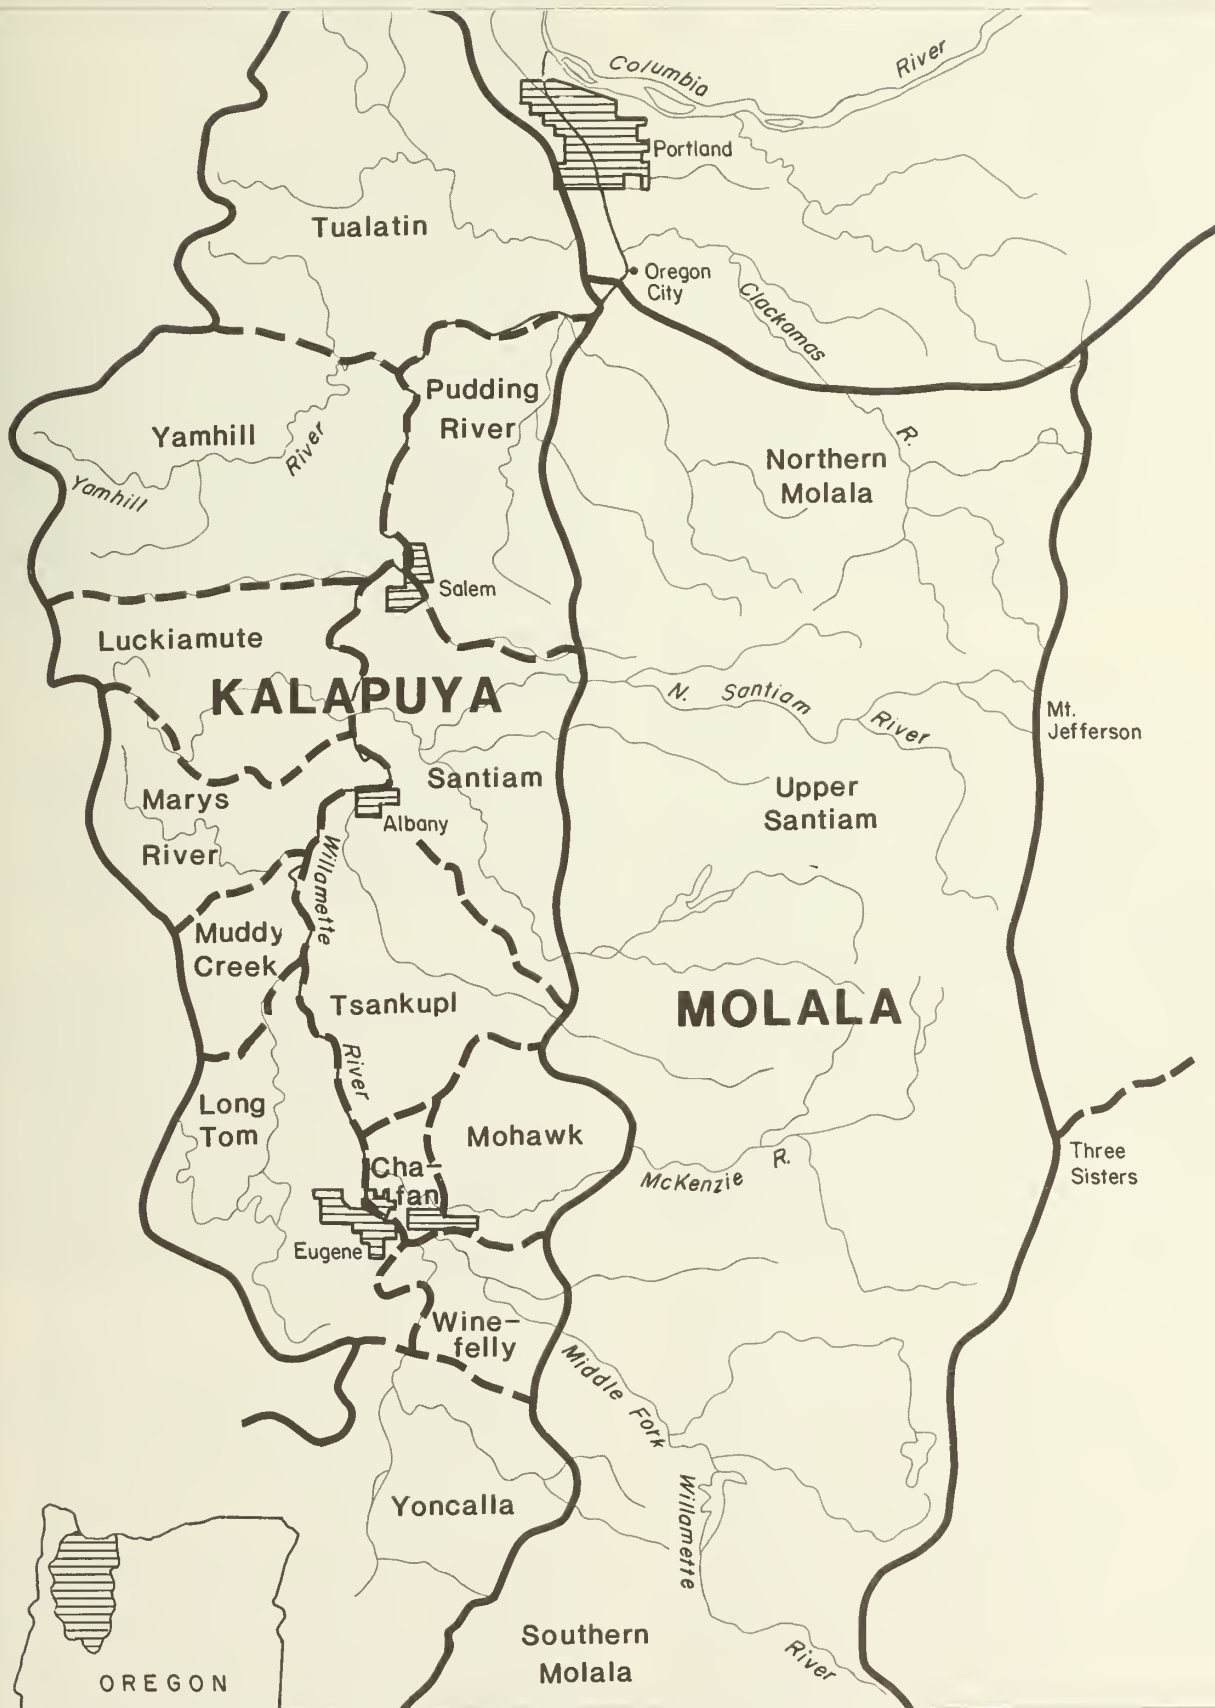 Columbia
River
Portland
Tualatin
Oregon
City
Clackamas
R.
Pudding
River
Yamhill
River
Yamhill
Northern
Molala
Salem
Luckiamute
KALAPUYA
N. Santiam
River
Mt.
Jefferson
Santiam
Upper
Santiam
Marys
River
Albany
Willamette
River
Muddy
Creek
Tsankupl
MOLALA
Long
Tom
Mohawk
Cha-
fan
McKenzie R.
Three
Sisters
Eugene
Wine-
felly
Middle Fork
Willamette
River
Yoncalla
Southern
Molala
OREGON